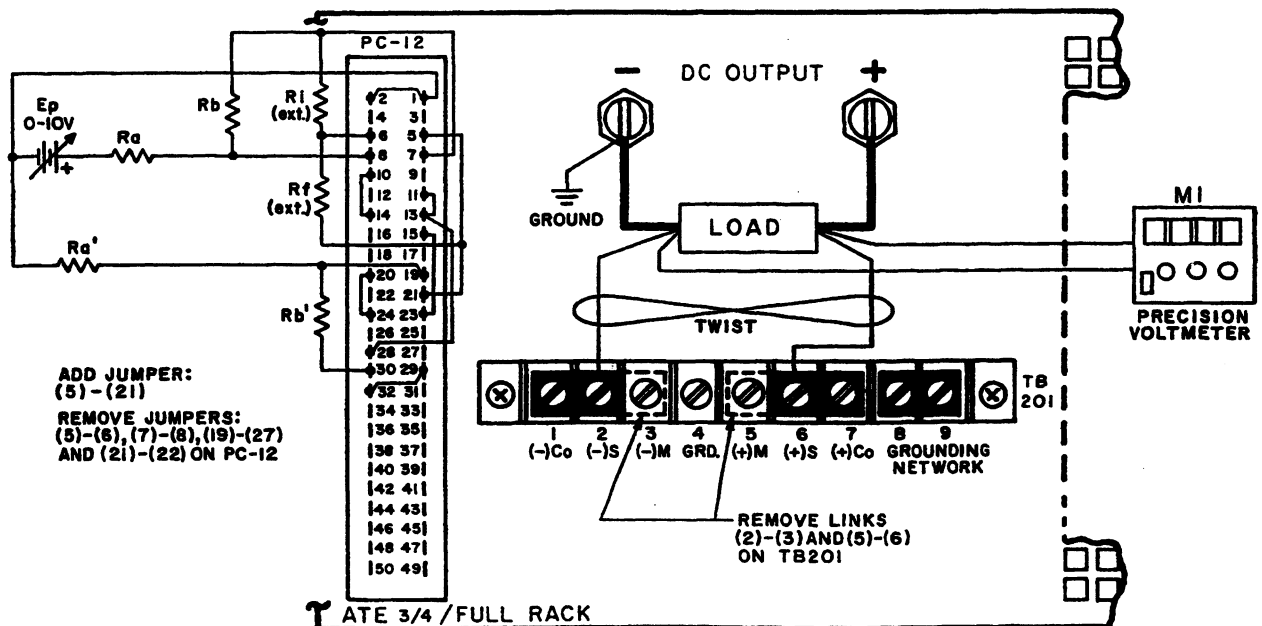 PC-12
− DC OUTPUT +
Ep
0-10V
+
Ra
Rb
Ri
(ext.)
Rf
(ext.)
Ra'
Rb'
2 1
4 3
6 5
8 7
10 9
12 11
14 13
16 15
18 17
20 19
22 21
24 23
26 25
28 27
30 29
32 31
34 33
36 35
38 37
40 39
42 41
44 43
46 45
48 47
50 49
GROUND
LOAD
M1
PRECISION
VOLTMETER
TWIST
TB
201
1 2 3 4 5 6 7 8 9
(-)Co (-)S (-)M GRD. (+)M (+)S (+)Co GROUNDING
NETWORK
ADD JUMPER:
(5)-(21)
REMOVE JUMPERS:
(5)-(6), (7)-(8), (19)-(27)
AND (21)-(22) ON PC-12
REMOVE LINKS
(2)-(3) AND (5)-(6)
ON TB201
ATE 3/4 / FULL RACK